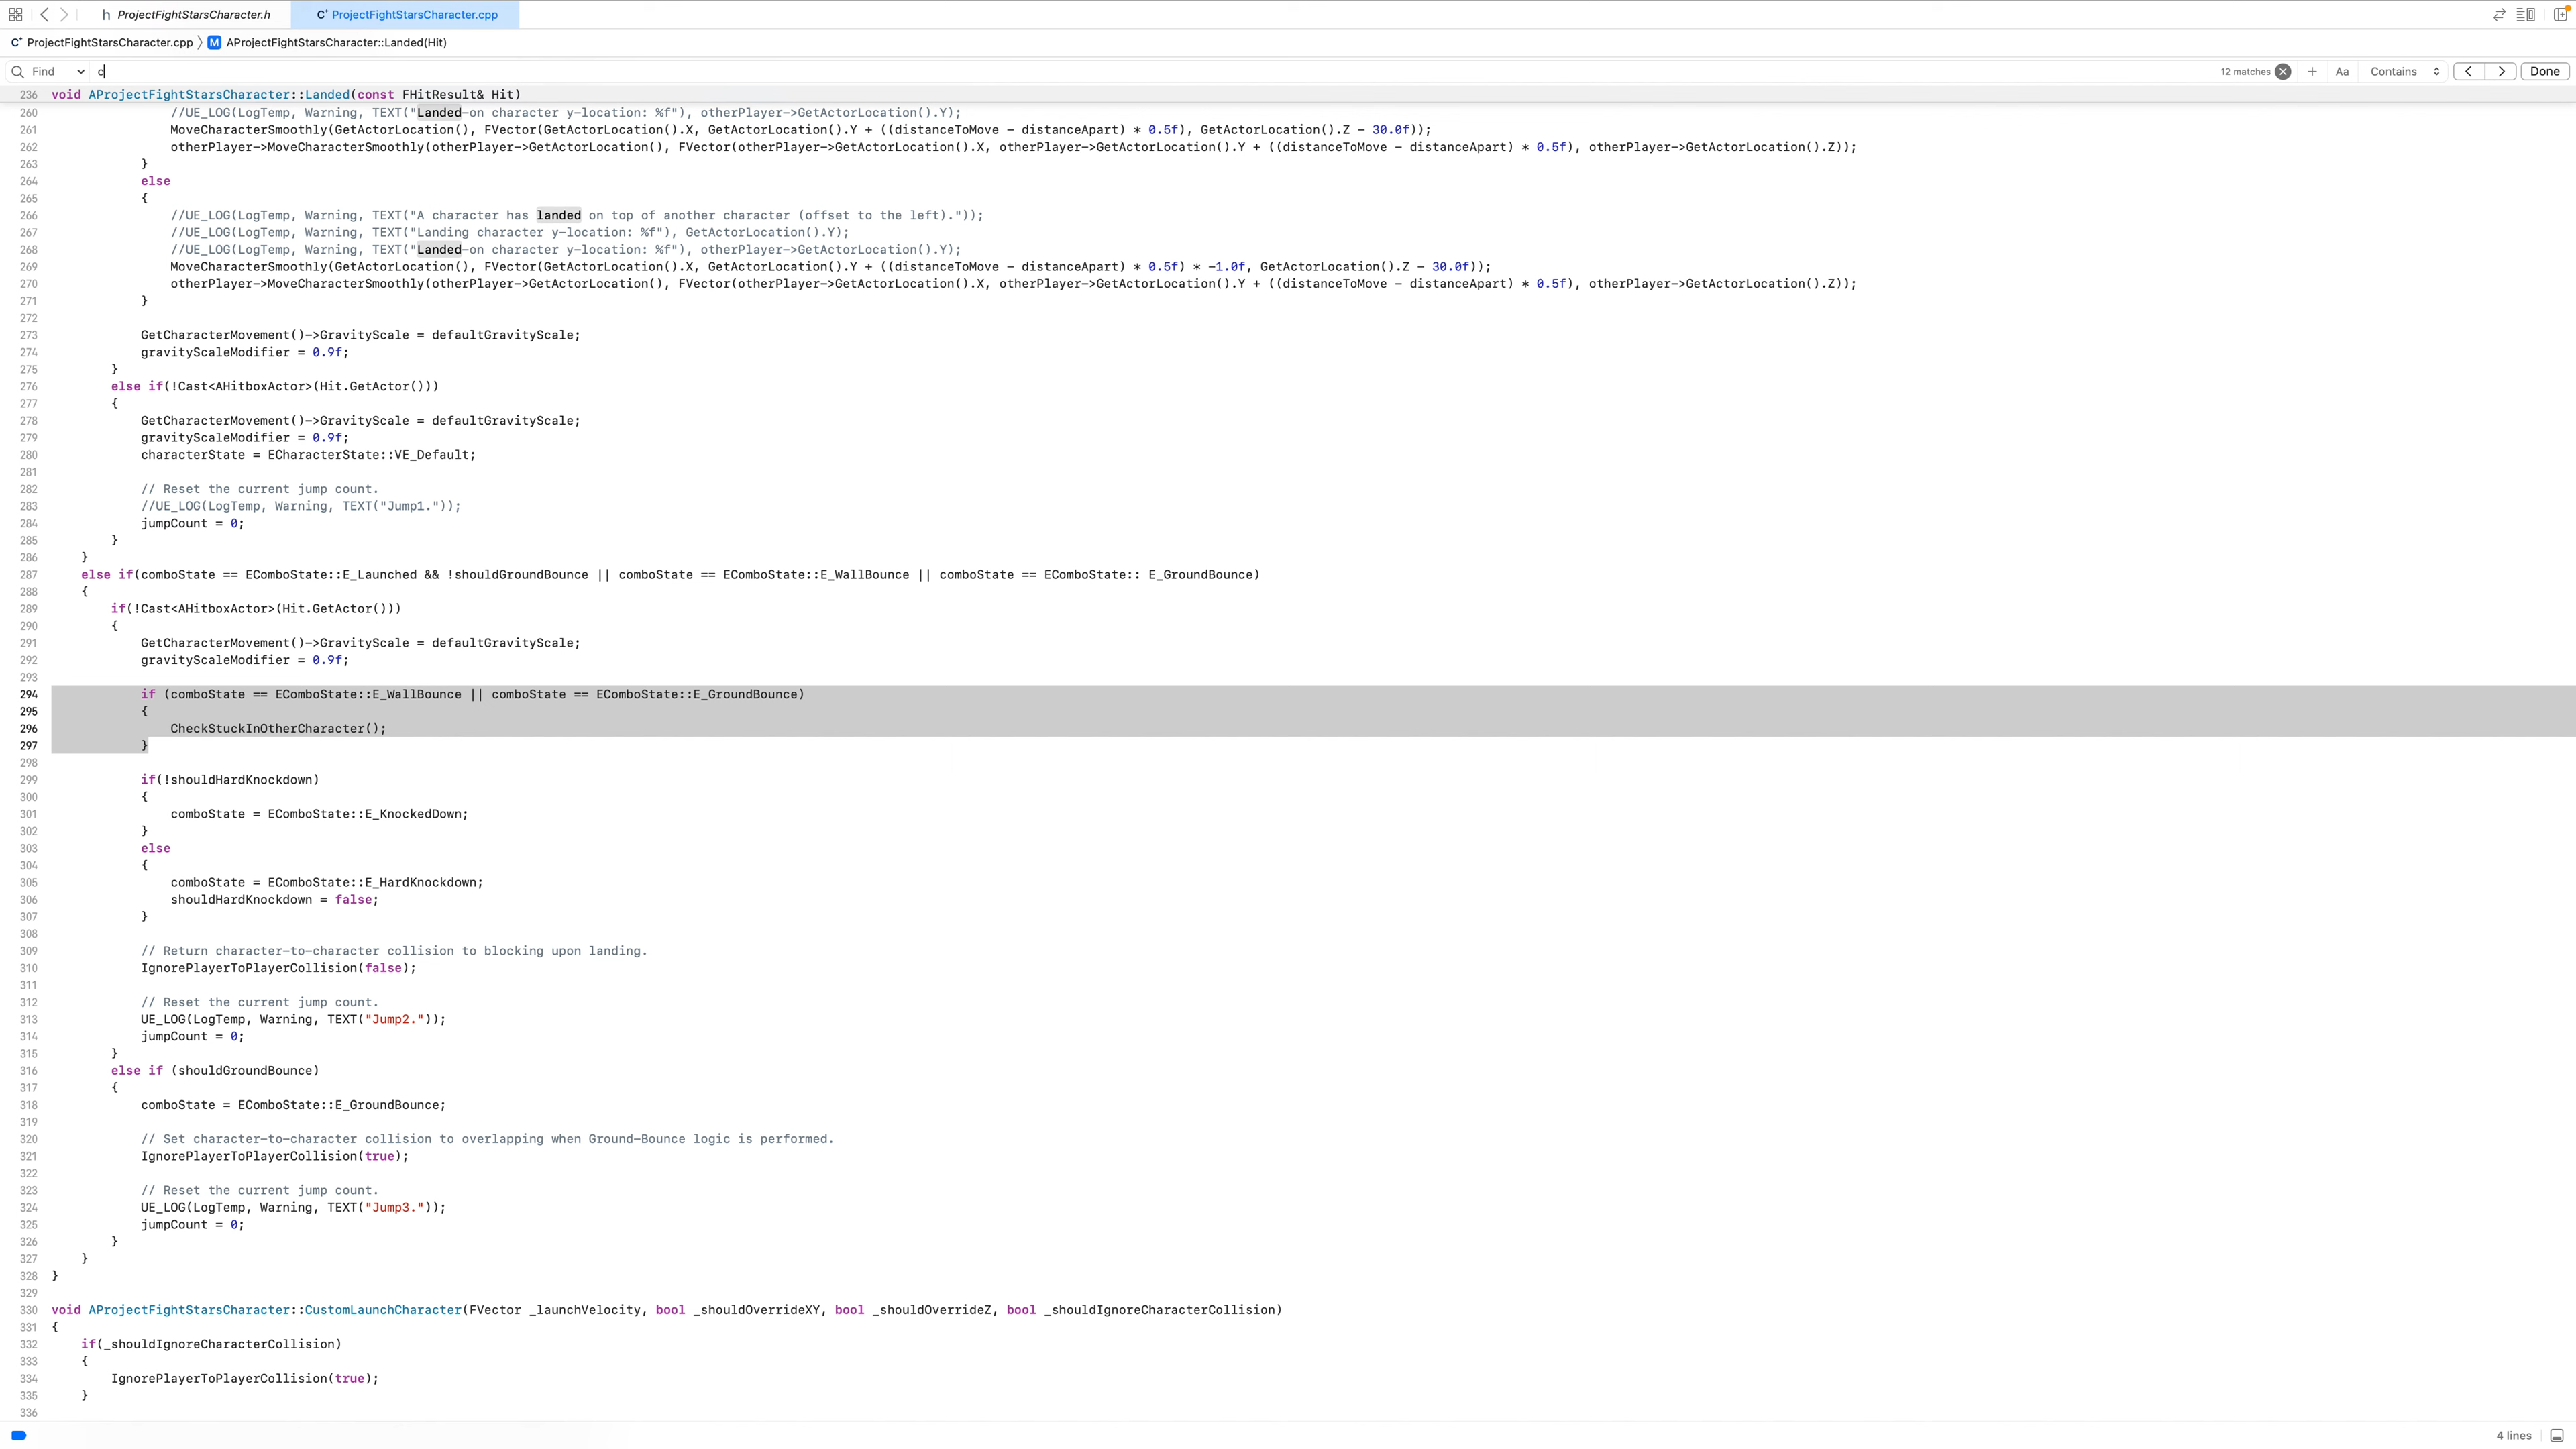 h ProjectFightStarsCharacter.h
C⁺ ProjectFightStarsCharacter.cpp
C⁺ ProjectFightStarsCharacter.cpp 〉 M AProjectFightStarsCharacter::Landed(Hit)
Find c 12 matches + Aa Contains Done
236 void AProjectFightStarsCharacter::Landed(const FHitResult& Hit)
260 //UE_LOG(LogTemp, Warning, TEXT("Landed-on character y-location: %f"), otherPlayer->GetActorLocation().Y);
261 MoveCharacterSmoothly(GetActorLocation(), FVector(GetActorLocation().X, GetActorLocation().Y + ((distanceToMove - distanceApart) * 0.5f), GetActorLocation().Z - 30.0f));
262 otherPlayer->MoveCharacterSmoothly(otherPlayer->GetActorLocation(), FVector(otherPlayer->GetActorLocation().X, otherPlayer->GetActorLocation().Y + ((distanceToMove - distanceApart) * 0.5f), otherPlayer->GetActorLocation().Z));
263 }
264 else
265 {
266 //UE_LOG(LogTemp, Warning, TEXT("A character has landed on top of another character (offset to the left)."));
267 //UE_LOG(LogTemp, Warning, TEXT("Landing character y-location: %f"), GetActorLocation().Y);
268 //UE_LOG(LogTemp, Warning, TEXT("Landed-on character y-location: %f"), otherPlayer->GetActorLocation().Y);
269 MoveCharacterSmoothly(GetActorLocation(), FVector(GetActorLocation().X, GetActorLocation().Y + ((distanceToMove - distanceApart) * 0.5f) * -1.0f, GetActorLocation().Z - 30.0f));
270 otherPlayer->MoveCharacterSmoothly(otherPlayer->GetActorLocation(), FVector(otherPlayer->GetActorLocation().X, otherPlayer->GetActorLocation().Y + ((distanceToMove - distanceApart) * 0.5f), otherPlayer->GetActorLocation().Z));
271 }
272
273 GetCharacterMovement()->GravityScale = defaultGravityScale;
274 gravityScaleModifier = 0.9f;
275 }
276 else if(!Cast<AHitboxActor>(Hit.GetActor()))
277 {
278 GetCharacterMovement()->GravityScale = defaultGravityScale;
279 gravityScaleModifier = 0.9f;
280 characterState = ECharacterState::VE_Default;
281
282 // Reset the current jump count.
283 //UE_LOG(LogTemp, Warning, TEXT("Jump1."));
284 jumpCount = 0;
285 }
286 }
287 else if(comboState == EComboState::E_Launched && !shouldGroundBounce || comboState == EComboState::E_WallBounce || comboState == EComboState:: E_GroundBounce)
288 {
289 if(!Cast<AHitboxActor>(Hit.GetActor()))
290 {
291 GetCharacterMovement()->GravityScale = defaultGravityScale;
292 gravityScaleModifier = 0.9f;
293
294 if (comboState == EComboState::E_WallBounce || comboState == EComboState::E_GroundBounce)
295 {
296 CheckStuckInOtherCharacter();
297 }
298
299 if(!shouldHardKnockdown)
300 {
301 comboState = EComboState::E_KnockedDown;
302 }
303 else
304 {
305 comboState = EComboState::E_HardKnockdown;
306 shouldHardKnockdown = false;
307 }
308
309 // Return character-to-character collision to blocking upon landing.
310 IgnorePlayerToPlayerCollision(false);
311
312 // Reset the current jump count.
313 UE_LOG(LogTemp, Warning, TEXT("Jump2."));
314 jumpCount = 0;
315 }
316 else if (shouldGroundBounce)
317 {
318 comboState = EComboState::E_GroundBounce;
319
320 // Set character-to-character collision to overlapping when Ground-Bounce logic is performed.
321 IgnorePlayerToPlayerCollision(true);
322
323 // Reset the current jump count.
324 UE_LOG(LogTemp, Warning, TEXT("Jump3."));
325 jumpCount = 0;
326 }
327 }
328 }
329
330 void AProjectFightStarsCharacter::CustomLaunchCharacter(FVector _launchVelocity, bool _shouldOverrideXY, bool _shouldOverrideZ, bool _shouldIgnoreCharacterCollision)
331 {
332 if(_shouldIgnoreCharacterCollision)
333 {
334 IgnorePlayerToPlayerCollision(true);
335 }
336
4 lines